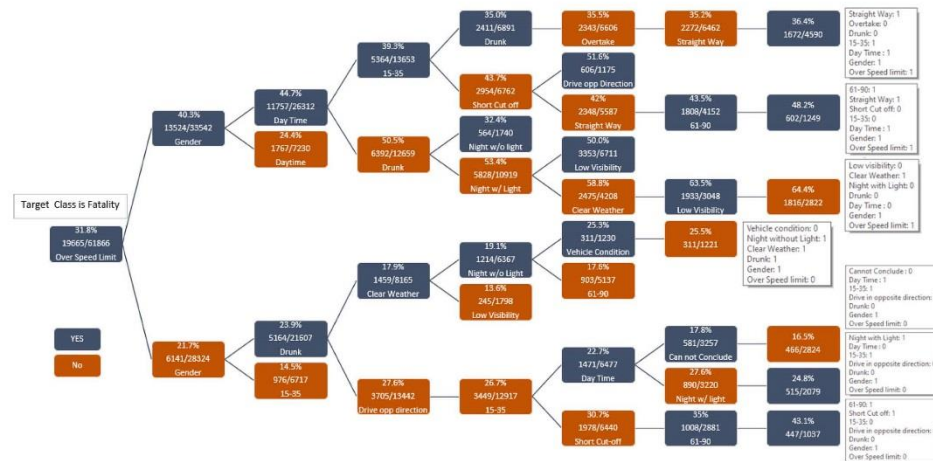 Target Class is Fatality
31.8%
19665/61866
Over Speed Limit
YES
No
40.3%
13524/33542
Gender
21.7%
6141/28324
Gender
44.7%
11757/26312
Day Time
24.4%
1767/7230
Daytime
23.9%
5164/21607
Drunk
14.5%
976/6717
15-35
39.3%
5364/13653
15-35
50.5%
6392/12659
Drunk
17.9%
1459/8165
Clear Weather
27.6%
3705/13442
Drive opp direction
35.0%
2411/6891
Drunk
43.7%
2954/6762
Short Cut off
32.4%
564/1740
Night w/o light
53.4%
5828/10919
Night w/ Light
19.1%
1214/6367
Night w/o Light
13.6%
245/1798
Low Visibility
26.7%
3449/12917
15-35
35.5%
2343/6606
Overtake
51.6%
606/1175
Drive opp Direction
42%
2348/5587
Straight Way
50.0%
3353/6711
Low Visibility
58.8%
2475/4208
Clear Weather
25.3%
311/1230
Vehicle Condition
17.6%
903/5137
61-90
22.7%
1471/6477
Day Time
30.7%
1978/6440
Short Cut-off
35.2%
2272/6462
Straight Way
43.5%
1808/4152
61-90
63.5%
1933/3048
Low Visibility
25.5%
311/1221
17.8%
581/3257
Can not Conclude
27.6%
890/3220
Night w/ light
35%
1008/2881
61-90
36.4%
1672/4590
48.2%
602/1249
64.4%
1816/2822
16.5%
466/2824
24.8%
515/2079
43.1%
447/1037
Straight Way: 1
Overtake: 0
Drunk: 0
15-35: 1
Day Time : 1
Gender: 1
Over Speed limit: 1
61-90: 1
Straight Way: 1
Short Cut off: 0
15-35: 0
Day Time : 1
Gender: 1
Over Speed limit: 1
Low visibility: 0
Clear Weather: 1
Night with Light: 0
Drunk: 0
Day Time : 0
Gender: 1
Over Speed limit: 1
Vehicle condition: 0
Night without Light: 1
Clear Weather: 1
Drunk: 1
Gender: 1
Over Speed limit: 0
Cannot Conclude : 0
Day Time : 1
15-35: 1
Drive in opposite direction: 0
Drunk: 0
Gender: 1
Over Speed limit: 0
Night with Light: 1
Day Time : 0
15-35: 1
Drive in opposite direction:
Drunk: 0
Gender: 1
Over Speed limit: 0
61-90: 1
Short Cut off: 1
15-35: 0
Drive in opposite direction:
Drunk: 0
Gender: 1
Over Speed limit: 0